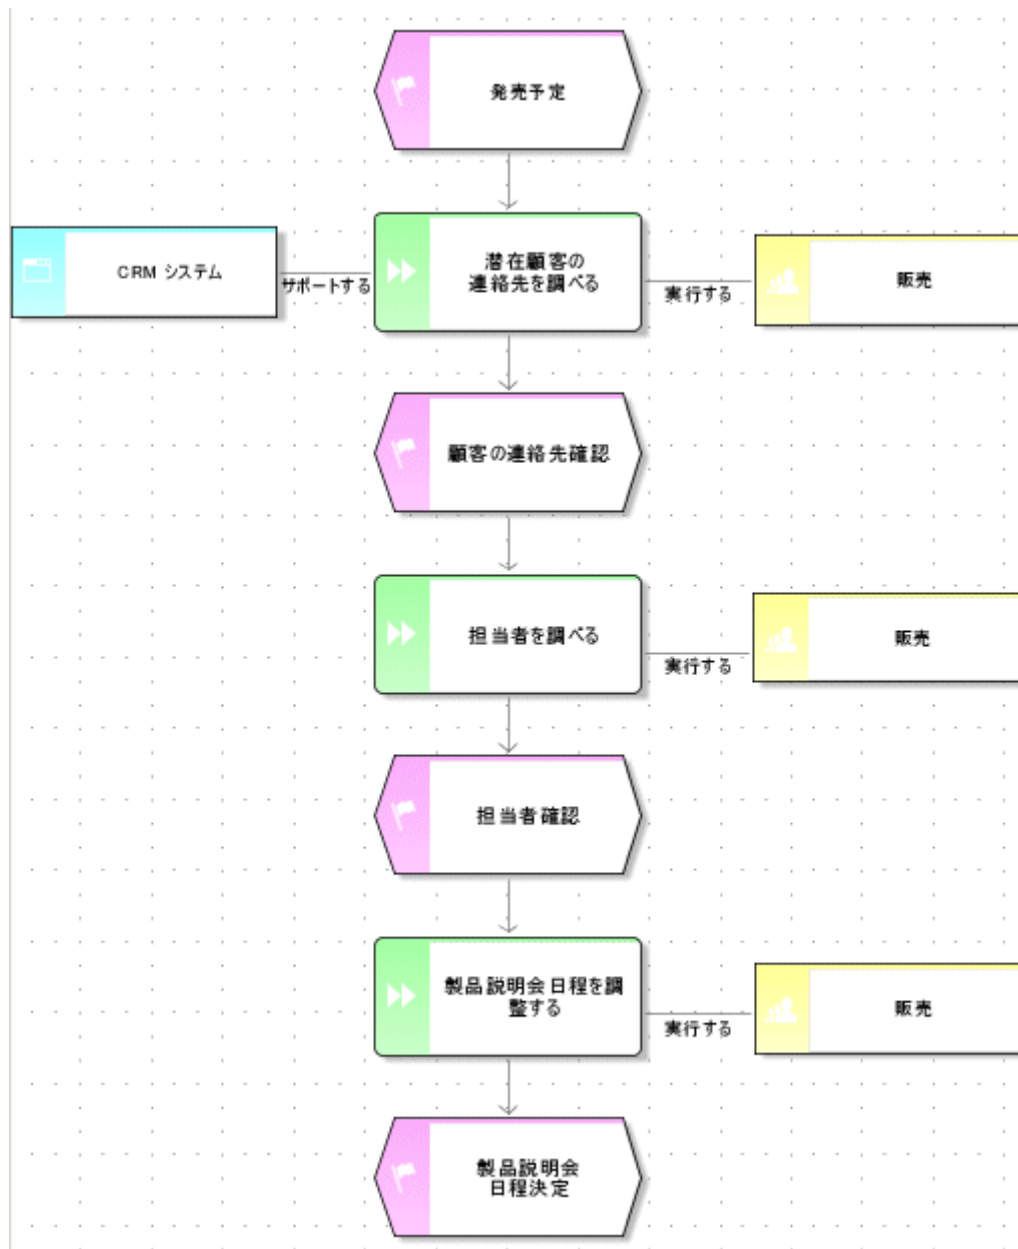 発売予定
CRM システム
サポートする
潜在顧客の
連絡先を調べる
実行する
販売
顧客の連絡先確認
担当者を調べる
実行する
販売
担当者確認
製品説明会日程を調
整する
実行する
販売
製品説明会
日程決定